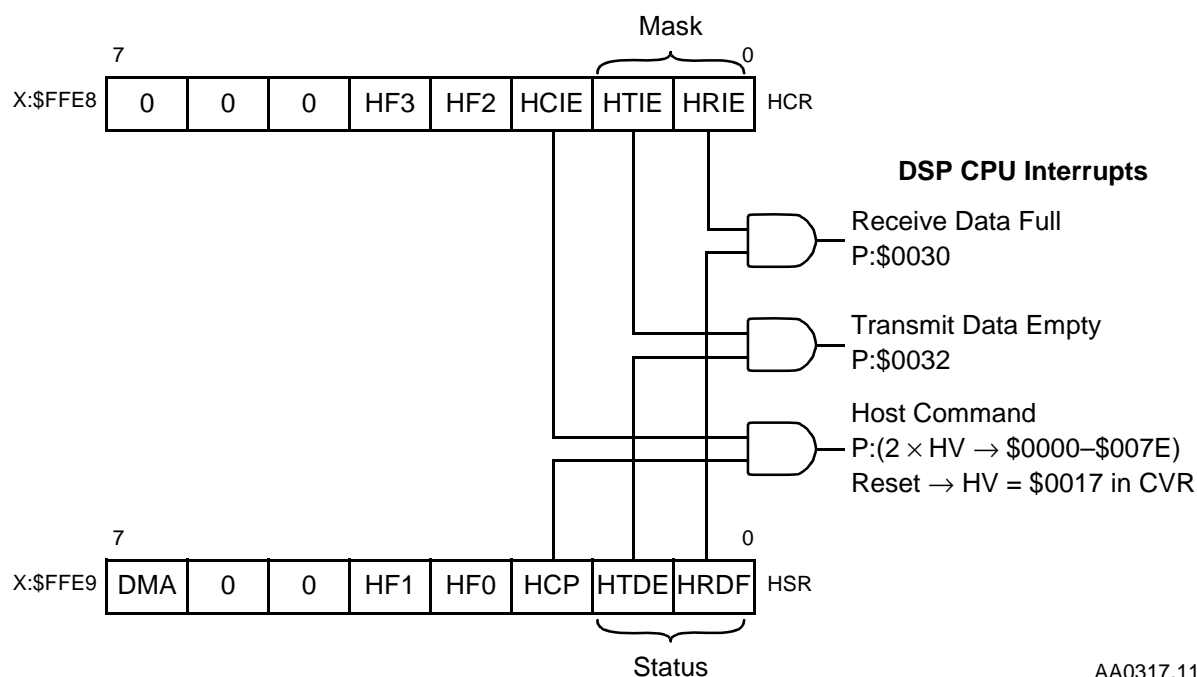 Mask
7 0
X:$FFE8 0 0 0 HF3 HF2 HCIE HTIE HRIE HCR
DSP CPU Interrupts
Receive Data Full
P:$0030
Transmit Data Empty
P:$0032
Host Command
P:(2 × HV → $0000–$007E)
Reset → HV = $0017 in CVR
7 0
X:$FFE9 DMA 0 0 HF1 HF0 HCP HTDE HRDF HSR
Status
AA0317.11